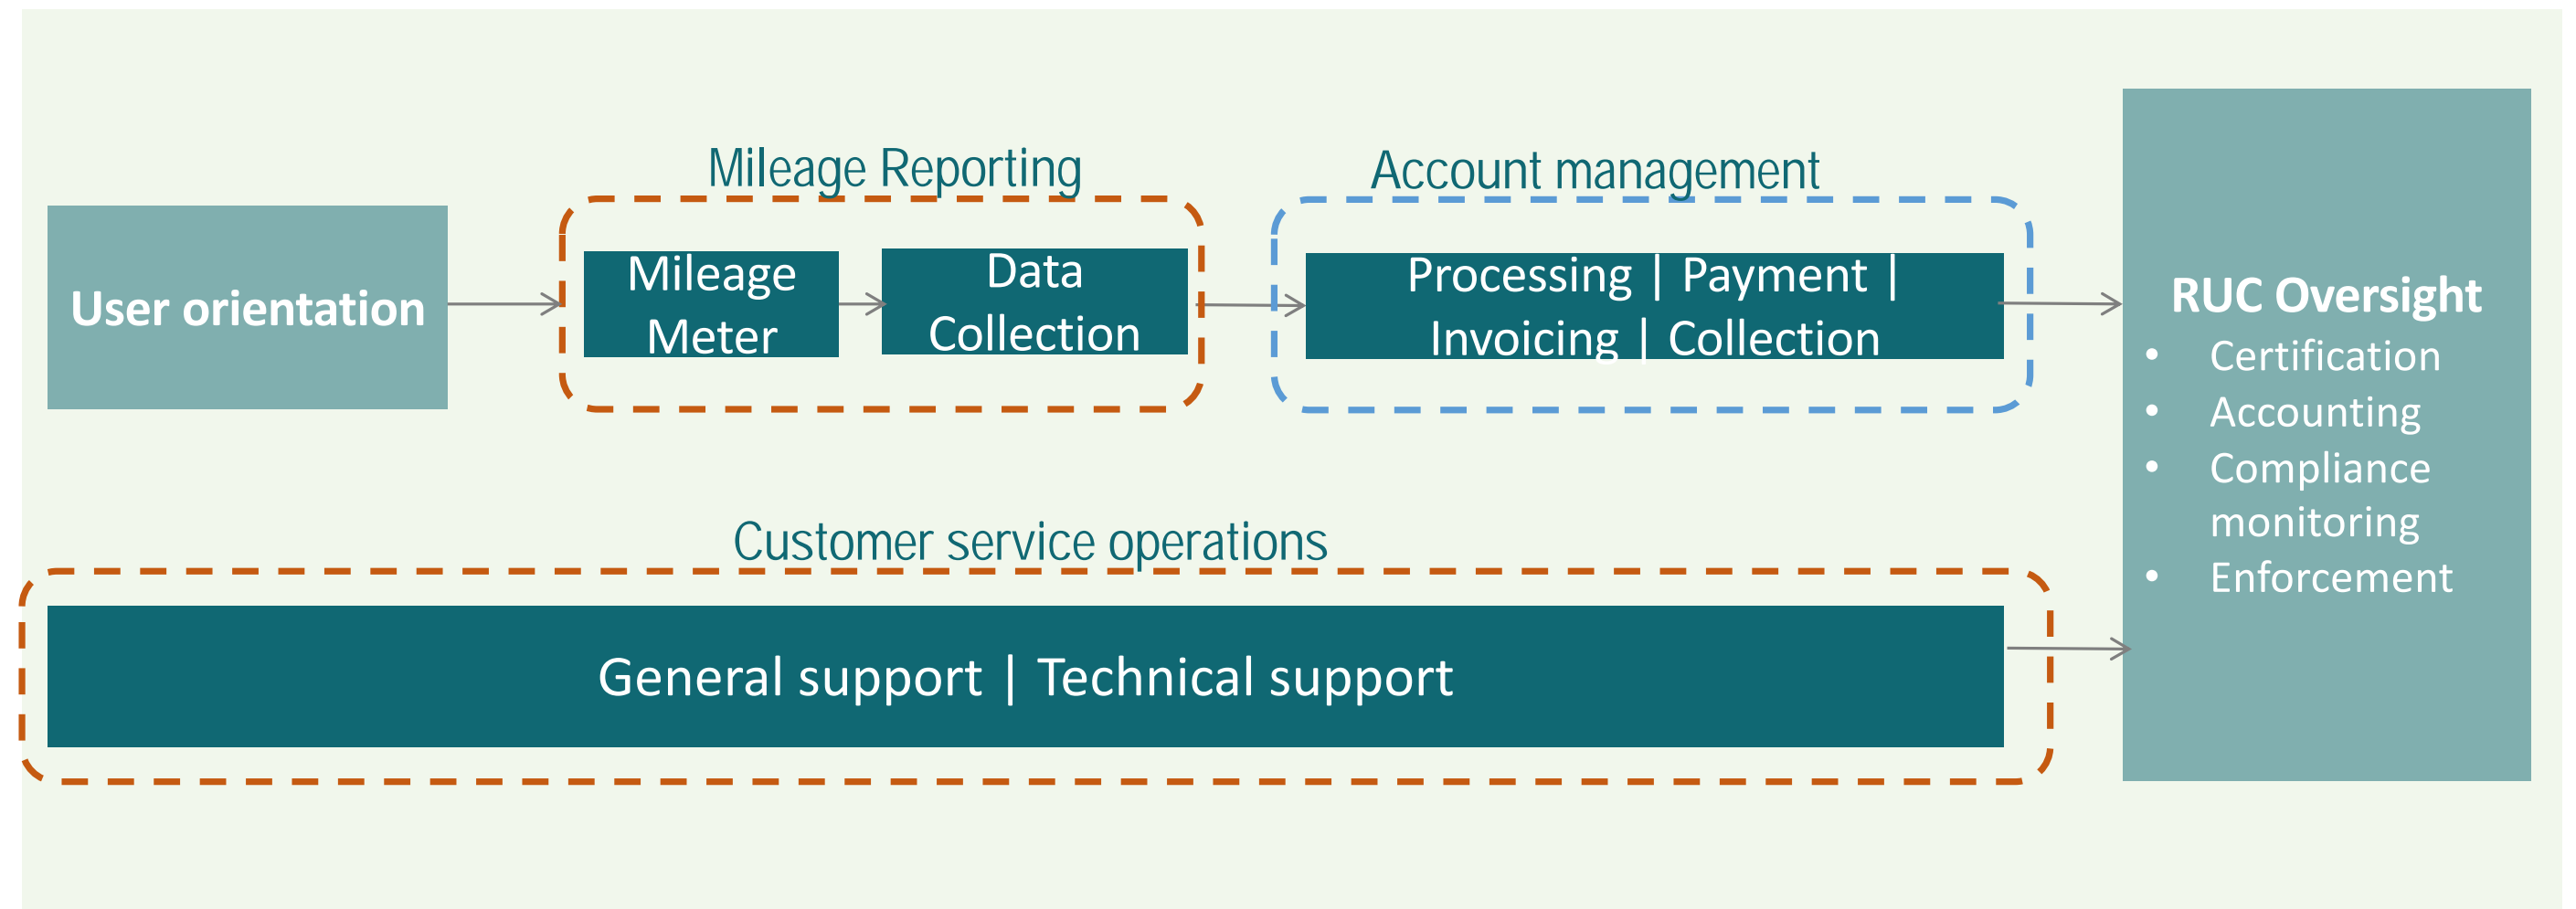 Mileage Reporting
Account management
User orientation
Mileage
Meter
Data
Collection
Processing | Payment |
Invoicing | Collection
RUC Oversight
• Certification
• Accounting
• Compliance
monitoring
• Enforcement
Customer service operations
General support | Technical support